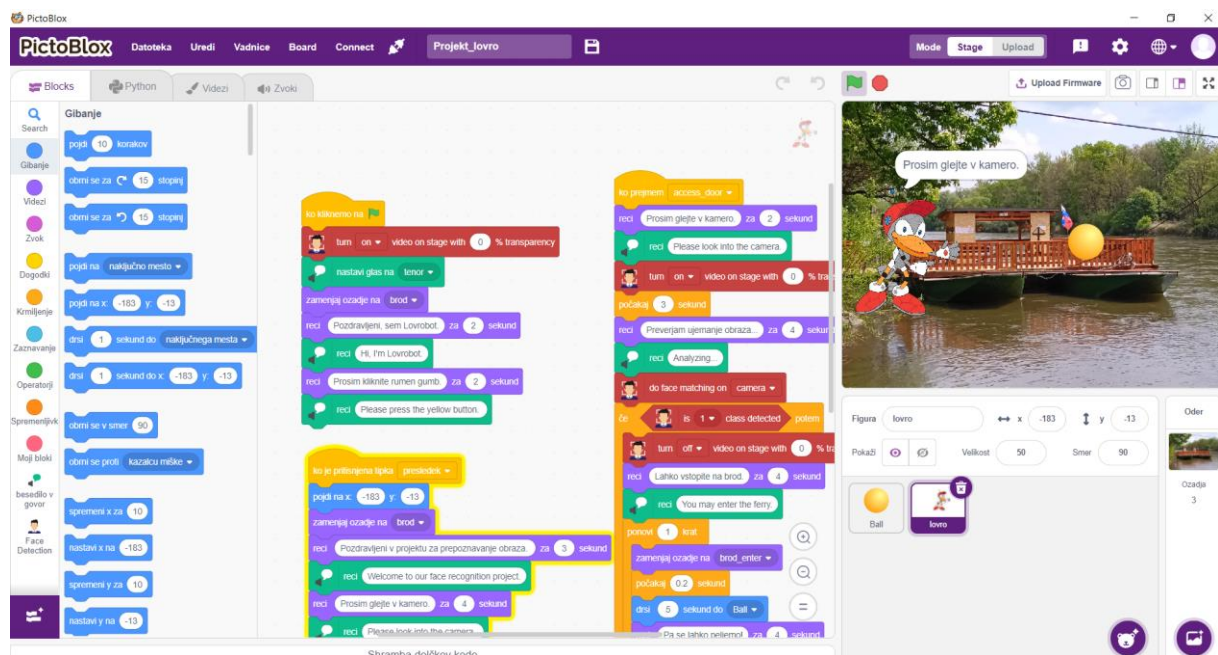 PictoBlox
PictoBlox Datoteka Uredi Vadnice Board Connect Projekt_lovro Mode Stage Upload
Blocks Python Videzi Zvoki Upload Firmware
Search
Gibanje
Videzi
Zvok
Dogodki
Krmiljenje
Zaznavanje
Operatorji
Spremenljivk
Moji bloki
besedilo v
govor
Face
Detection
Gibanje
pojdi 10 korakov
obrni se za 15 stopinj
obrni se za 15 stopinj
pojdi na naključno mesto
pojdi na x: -183 y: -13
drsi 1 sekund do naključnega mesta
drsi 1 sekund do x: -183 y: -13
obrni se v smer 90
obrni se proti kazalcu miške
spremeni x za 10
nastavi x na -183
spremeni y za 10
nastavi y na -13
ko kliknemo na
turn on video on stage with 0 % transparency
nastavi glas na tenor
zamenjaj ozadje na brod
reci Pozdravljeni, sem Lovrobot. za 2 sekund
reci Hi, I'm Lovrobot.
reci Prosim kliknite rumen gumb. za 2 sekund
reci Please press the yellow button.
ko je pritisnjena tipka preslednik
pojdi na x: -183 y: -13
zamenjaj ozadje na brod
reci Pozdravljeni v projektu za prepoznavanje obraza. za 3 sekund
reci Welcome to our face recognition project.
reci Prosim glejte v kamero. za 4 sekund
reci Please look into the camera.
ko prejmem access_door
reci Prosim glejte v kamero. za 2 sekund
reci Please look into the camera.
turn on video on stage with 0 % tra
počakaj 3 sekund
reci Preverjam ujemanje obraza... za 4 sekun
reci Analyzing...
do face matching on camera
če is 1 class detected potem
turn off video on stage with 0 % tra
reci Lahko vstopite na brod. za 4 sekund
reci You may enter the ferry.
ponovi 1 krat
zamenjaj ozadje na brod_enter
počakaj 0.2 sekund
drsi 5 sekund do Ball
Pa se lahko peljemo! za 4 sekund
Shramba delčkov kode
Prosim glejte v kamero.
Figura lovro x -183 y -13
Pokaži Velikost 50 Smer 90
Ball
lovro
Oder
Ozadja
3